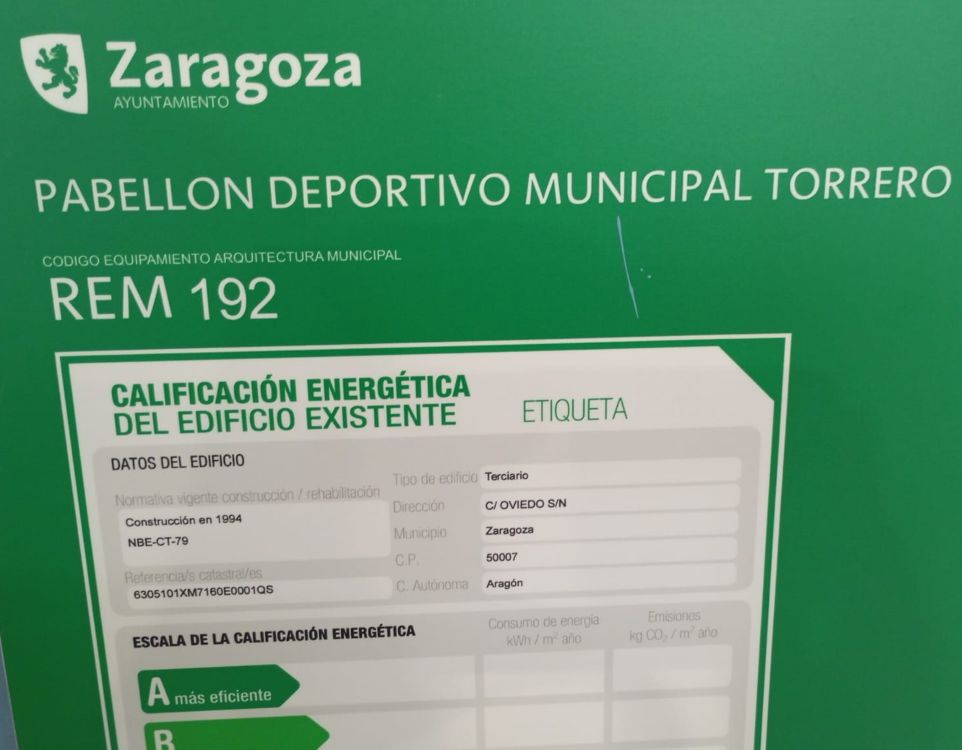 Zaragoza
AYUNTAMIENTO
PABELLON DEPORTIVO MUNICIPAL TORRERO
CODIGO EQUIPAMIENTO ARQUITECTURA MUNICIPAL
REM 192
CALIFICACIÓN ENERGÉTICA
DEL EDIFICIO EXISTENTE
ETIQUETA
DATOS DEL EDIFICIO
Normativa vigente construcción / rehabilitación
Construcción en 1994
NBE-CT-79
Referencia/s catastral/es
6305101XM7160E0001QS
Tipo de edificio Terciario
Dirección C/ OVIEDO S/N
Municipio Zaragoza
C.P. 50007
C. Autónoma Aragón
ESCALA DE LA CALIFICACIÓN ENERGÉTICA
Consumo de energía
kWh / m² año
Emisiones
kg CO₂ / m² año
A más eficiente
B